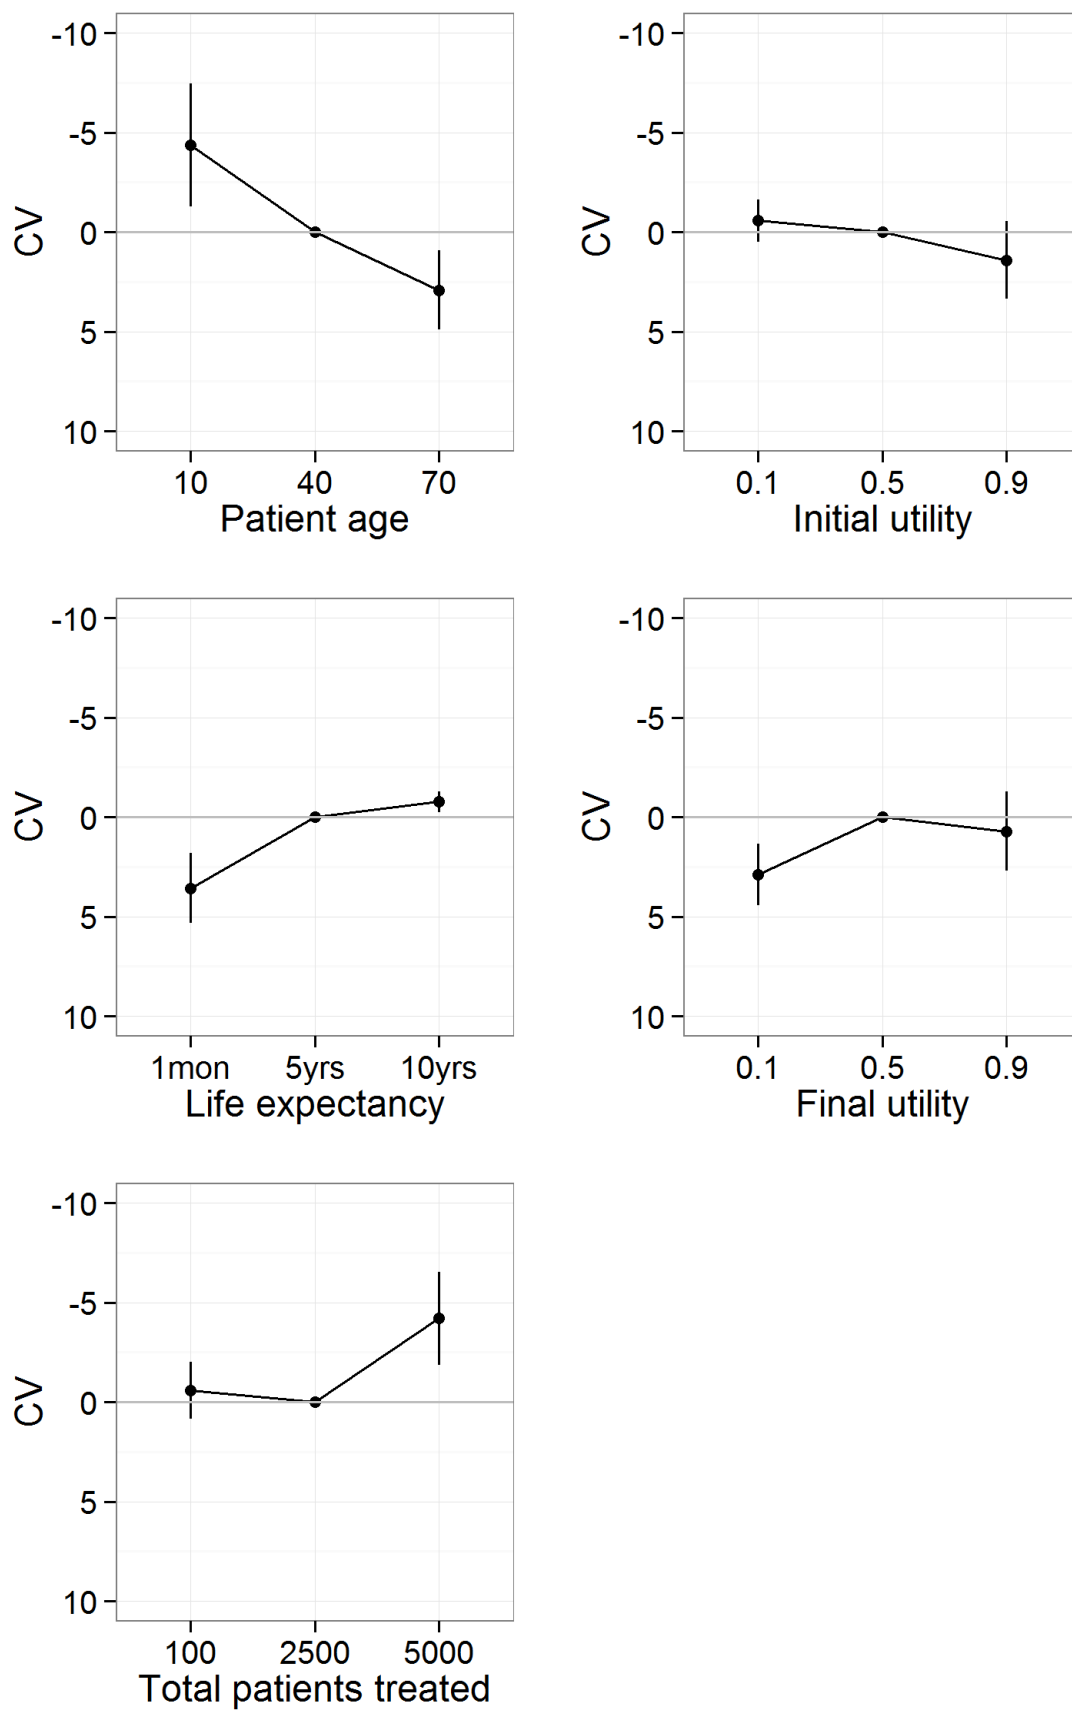 -10
-5
0
5
10
CV
10 40 70
Patient age
-10
-5
0
5
10
CV
0.1 0.5 0.9
Initial utility
-10
-5
0
5
10
CV
1mon 5yrs 10yrs
Life expectancy
-10
-5
0
5
10
CV
0.1 0.5 0.9
Final utility
-10
-5
0
5
10
CV
100 2500 5000
Total patients treated